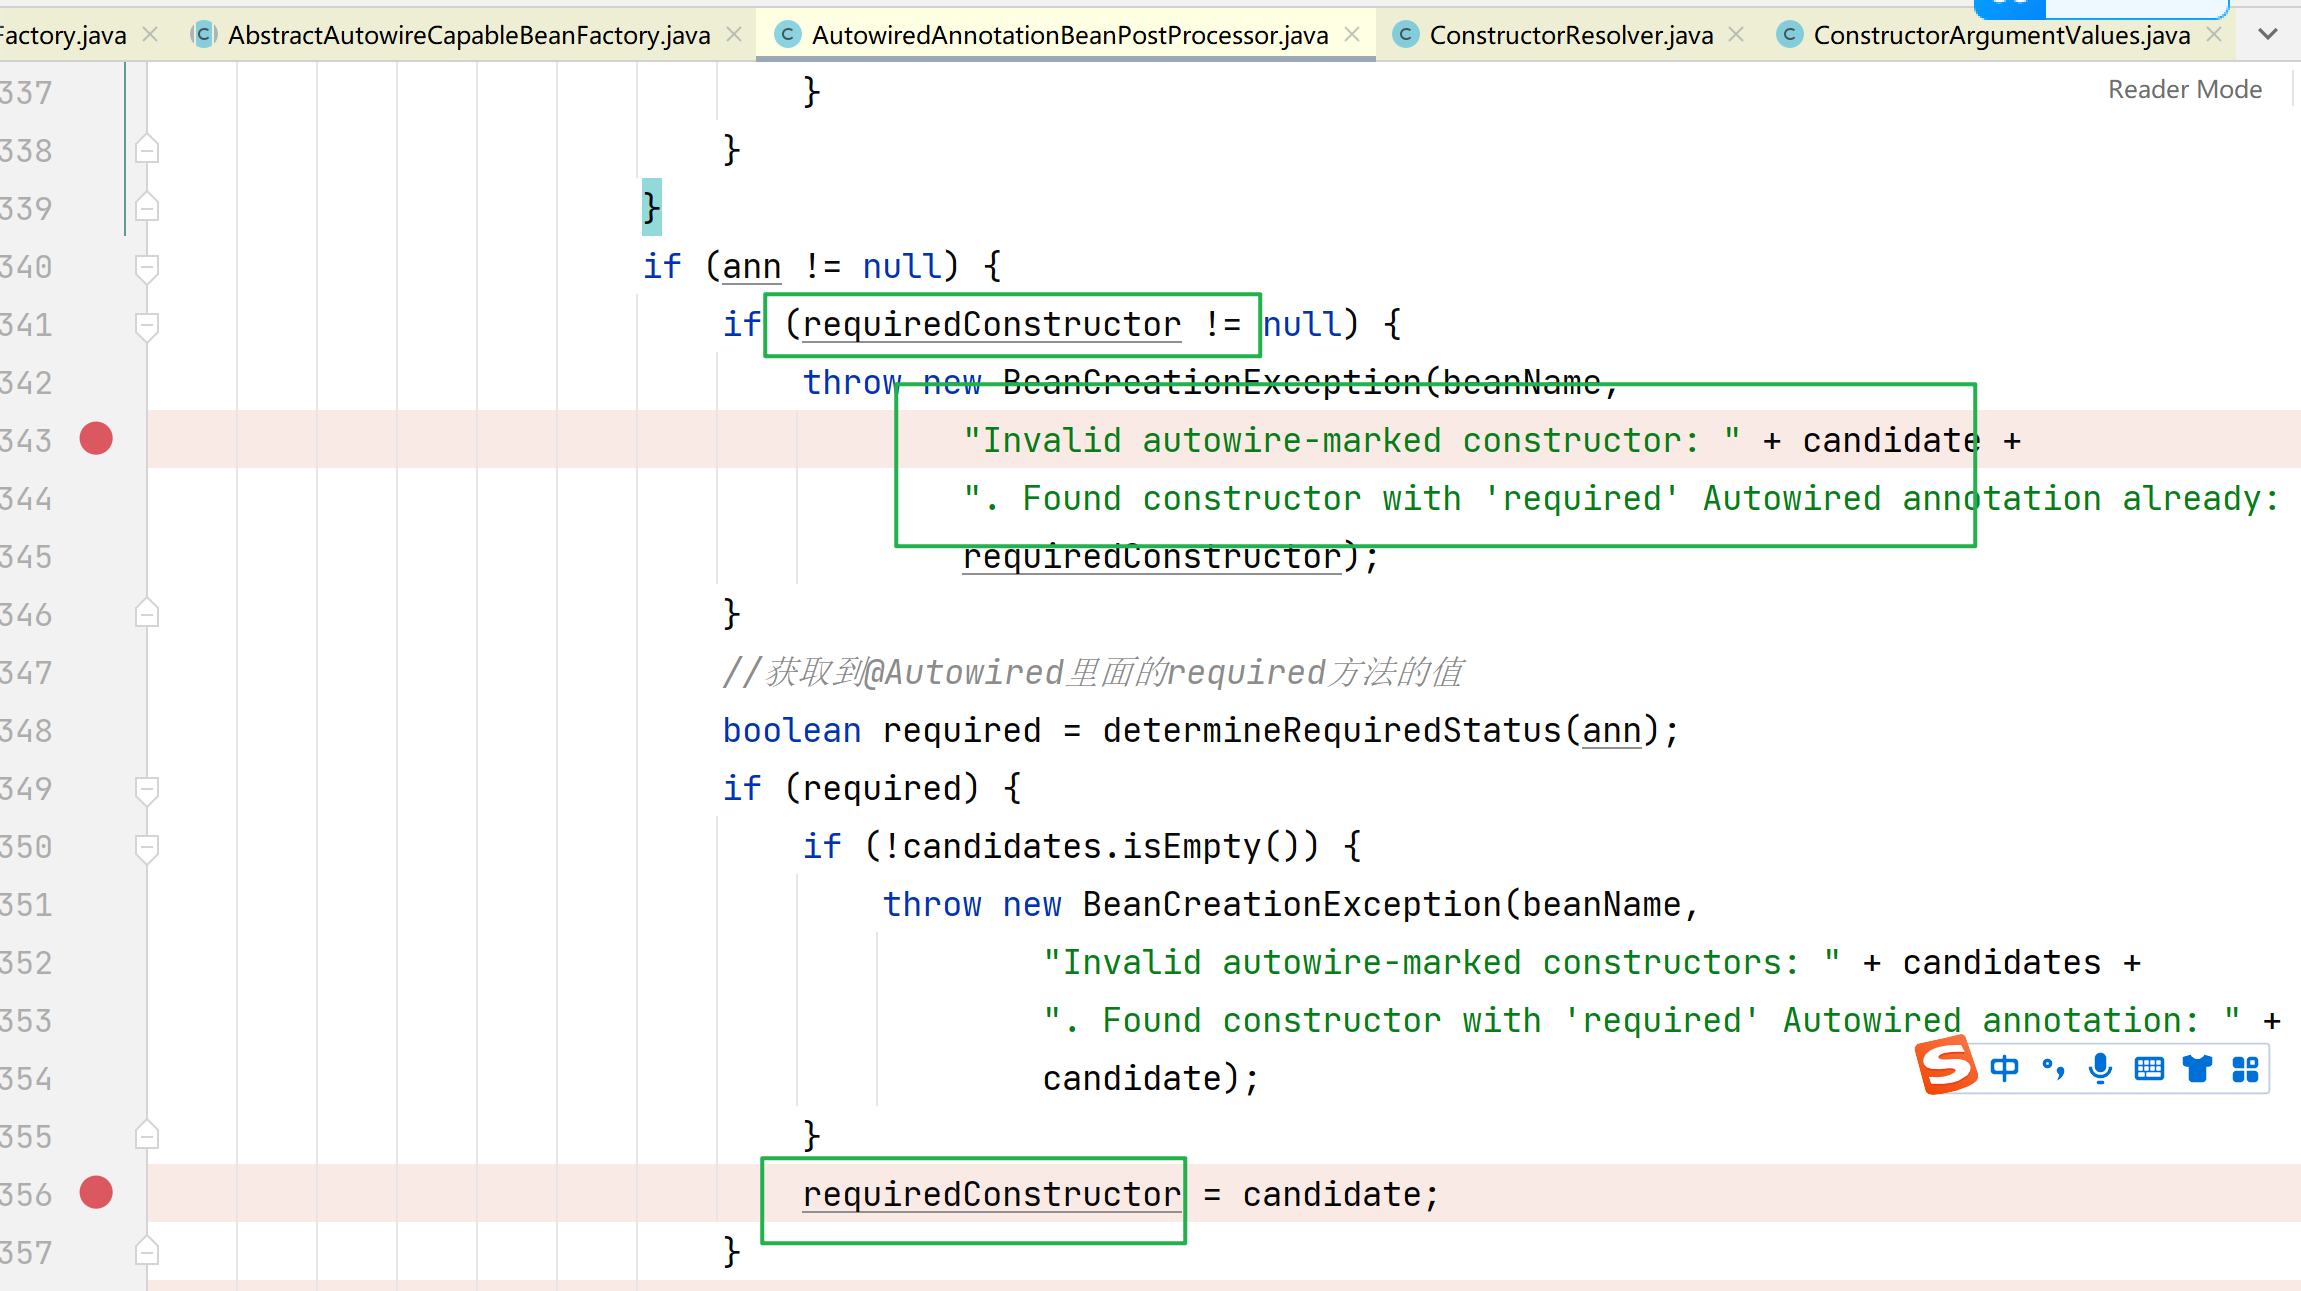 Factory.java AbstractAutowireCapableBeanFactory.java AutowiredAnnotationBeanPostProcessor.java ConstructorResolver.java ConstructorArgumentValues.java
Reader Mode
337 }
338 }
339 }
340 if (ann != null) {
341 if (requiredConstructor != null) {
342 throw new BeanCreationException(beanName,
343 "Invalid autowire-marked constructor: " + candidate +
344 ". Found constructor with 'required' Autowired annotation already:
345 requiredConstructor);
346 }
347 //获取到@Autowired里面的required方法的值
348 boolean required = determineRequiredStatus(ann);
349 if (required) {
350 if (!candidates.isEmpty()) {
351 throw new BeanCreationException(beanName,
352 "Invalid autowire-marked constructors: " + candidates +
353 ". Found constructor with 'required' Autowired annotation: " +
354 candidate);
355 }
356 requiredConstructor = candidate;
357 }
中